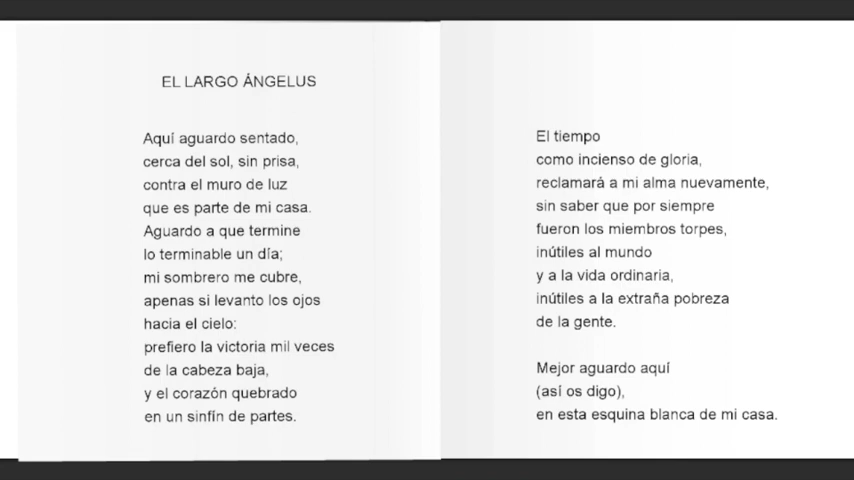 EL LARGO ÁNGELUS
Aquí aguardo sentado,
cerca del sol, sin prisa,
contra el muro de luz
que es parte de mi casa.
Aguardo a que termine
lo terminable un día;
mi sombrero me cubre,
apenas si levanto los ojos
hacia el cielo:
prefiero la victoria mil veces
de la cabeza baja,
y el corazón quebrado
en un sinfín de partes.
El tiempo
como incienso de gloria,
reclamará a mi alma nuevamente,
sin saber que por siempre
fueron los miembros torpes,
inútiles al mundo
y a la vida ordinaria,
inútiles a la extraña pobreza
de la gente.
Mejor aguardo aquí
(así os digo),
en esta esquina blanca de mi casa.